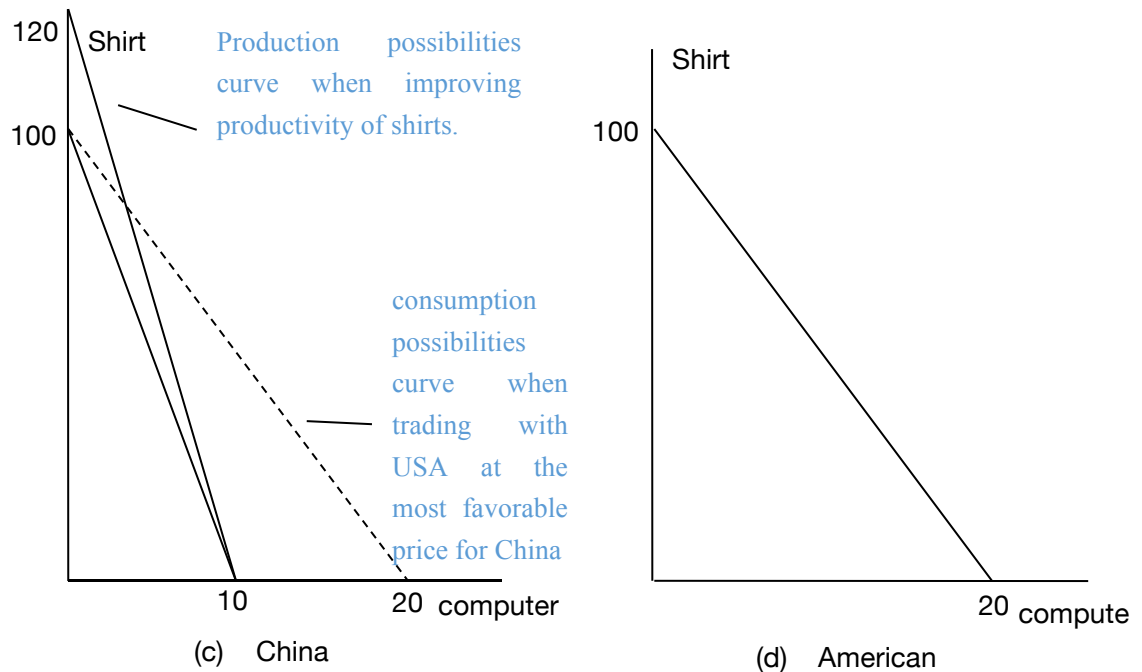 120
Shirt
Production possibilities
curve when improving
productivity of shirts.
100
consumption
possibilities
curve when
trading with
USA at the
most favorable
price for China
10
20
computer
(c) China
Shirt
100
20
compute
(d) American